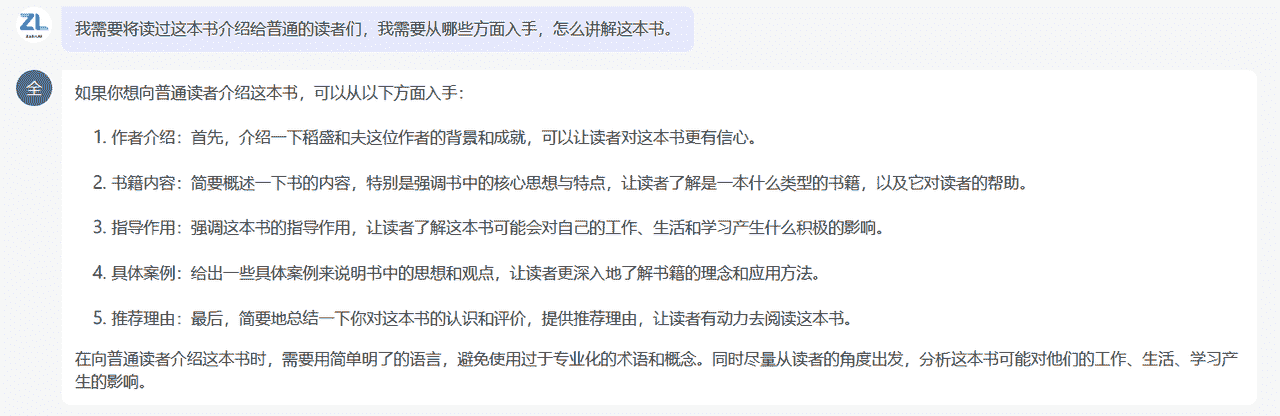 ZL
我需要将读过这本书介绍给普通的读者们，我需要从哪些方面入手，怎么讲解这本书。
全
如果你想向普通读者介绍这本书，可以从以下方面入手：
1. 作者介绍：首先，介绍一下稻盛和夫这位作者的背景和成就，可以让读者对这本书更有信心。
2. 书籍内容：简要概述一下书的内容，特别是强调书中的核心思想与特点，让读者了解是一本什么类型的书籍，以及它对读者的帮助。
3. 指导作用：强调这本书的指导作用，让读者了解这本书可能会对自己的工作、生活和学习产生什么积极的影响。
4. 具体案例：给出一些具体案例来说明书中的思想和观点，让读者更深入地了解书籍的理念和应用方法。
5. 推荐理由：最后，简要地总结一下你对这本书的认识和评价，提供推荐理由，让读者有动力去阅读这本书。
在向普通读者介绍这本书时，需要用简单明了的语言，避免使用过于专业化的术语和概念。同时尽量从读者的角度出发，分析这本书可能对他们的工作、生活、学习产
生的影响。